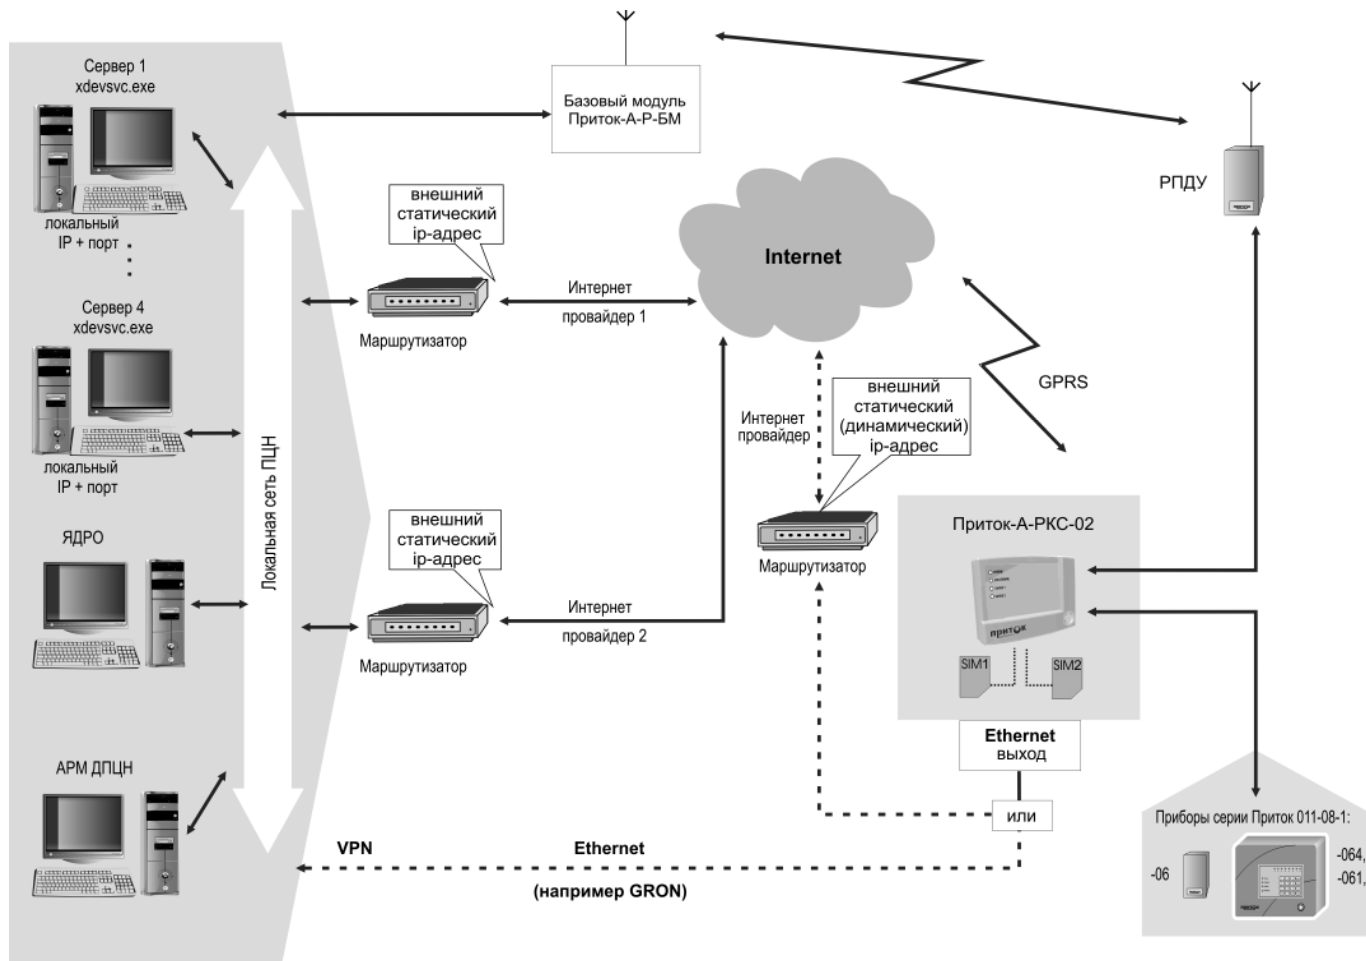 Сервер 1
xdevsvc.exe
локальный
IP + порт
Сервер 4
xdevsvc.exe
локальный
IP + порт
ЯДРО
АРМ ДПЦН
Локальная сеть ПЦН
Базовый модуль
Приток-А-Р-БМ
внешний
статический
ip-адрес
Маршрутизатор
Интернет
провайдер 1
Internet
РПДУ
GPRS
внешний
статический
(динамический)
ip-адрес
Интернет
провайдер
Маршрутизатор
внешний
статический
ip-адрес
Маршрутизатор
Интернет
провайдер 2
Приток-А-РКС-02
приток
SIM1
SIM2
Ethernet
выход
или
VPN
Ethernet
(например GRON)
Приборы серии Приток 011-08-1:
-06
-064,
-061,